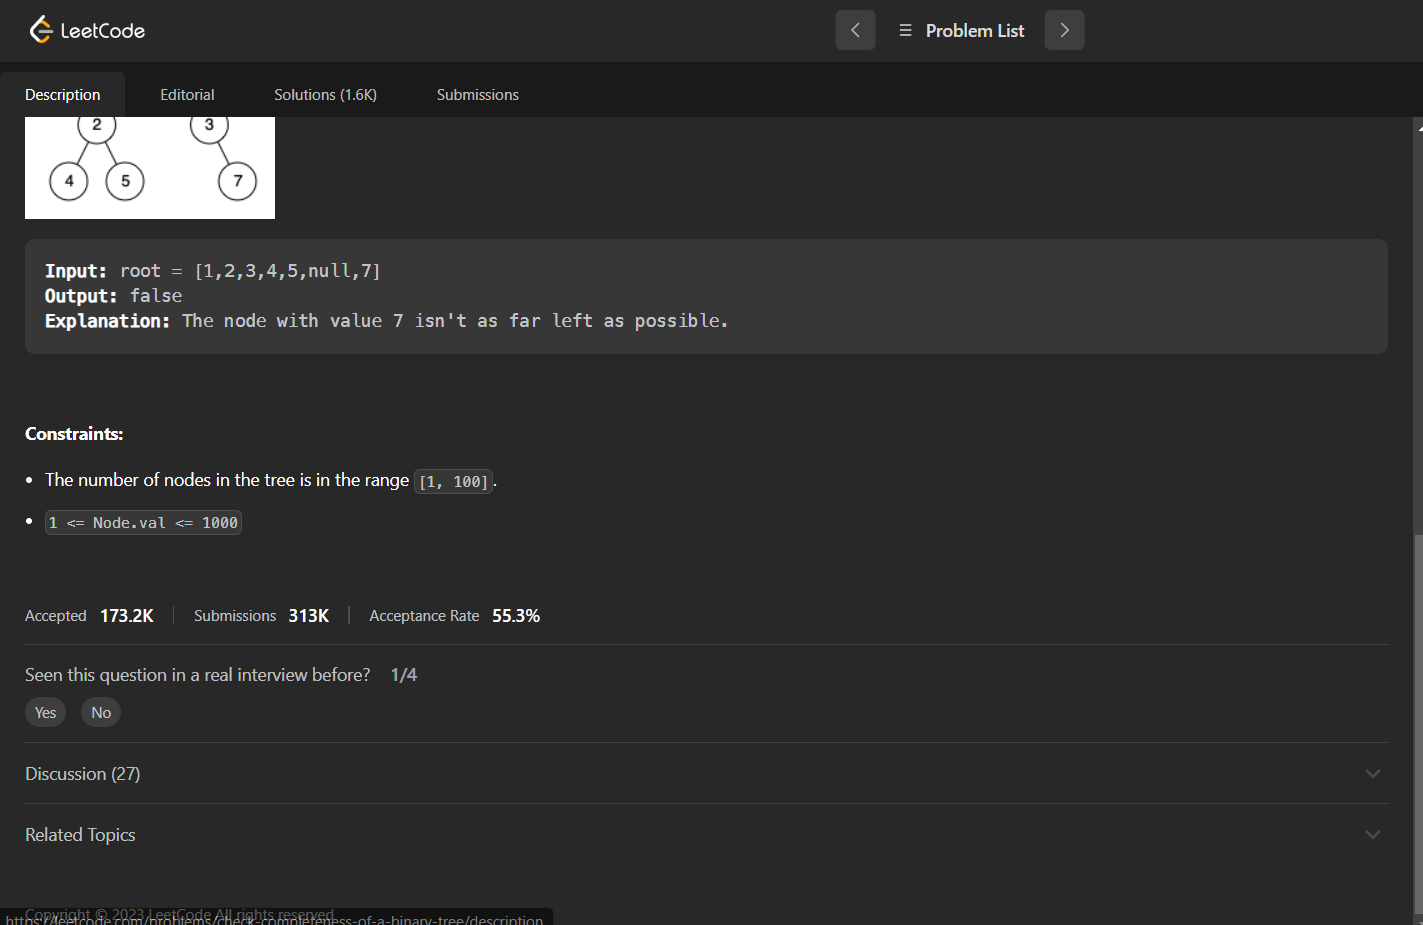 LeetCode
Problem List
Description Editorial Solutions (1.6K) Submissions
2 3
4 5 7
Input: root = [1,2,3,4,5,null,7]
Output: false
Explanation: The node with value 7 isn't as far left as possible.
Constraints:
• The number of nodes in the tree is in the range [1, 100].
• 1 <= Node.val <= 1000
Accepted 173.2K Submissions 313K Acceptance Rate 55.3%
Seen this question in a real interview before? 1/4
Yes No
Discussion (27)
Related Topics
Copyright © 2023 LeetCode All rights reserved
https://leetcode.com/problems/check-completeness-of-a-binary-tree/description